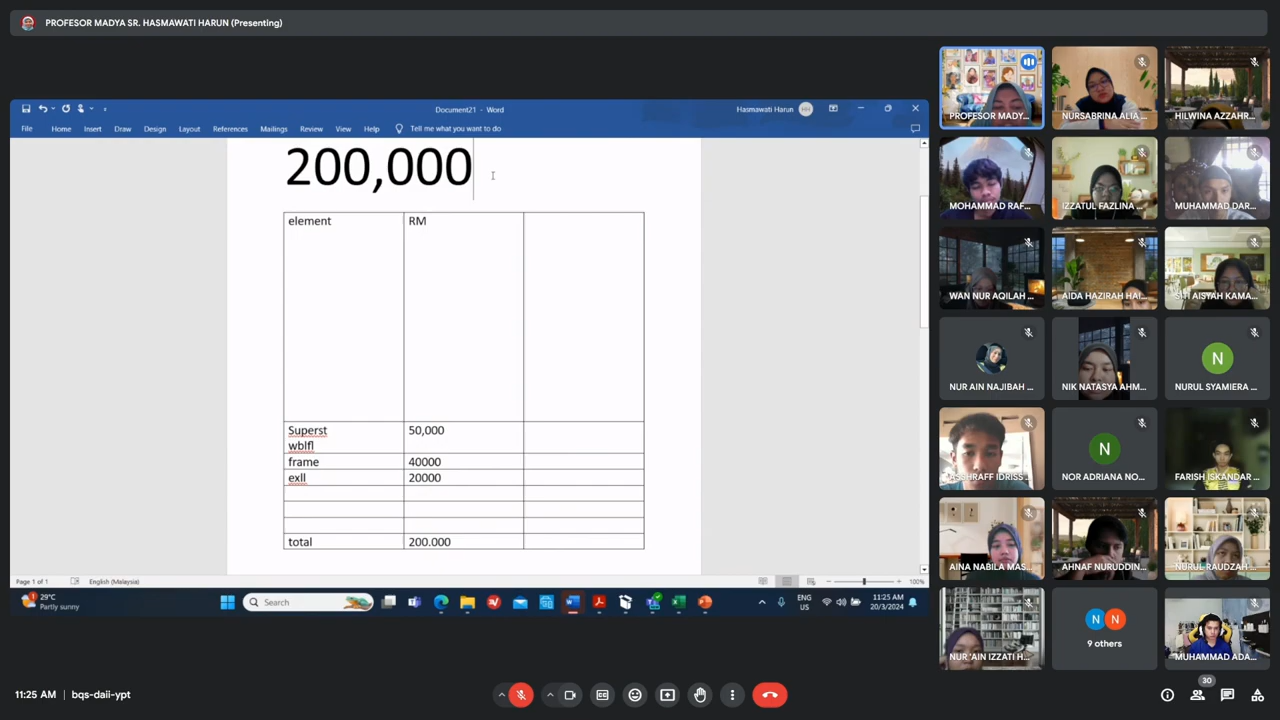 PROFESOR MADYA SR. HASMAWATI HARUN (Presenting)
Document21 - Word
Hasmawati Harun
HH
File Home Insert Draw Design Layout References Mailings Review View Help Tell me what you want to do
200,000
element RM
Superst 50,000
wblfl
frame 40000
exll 20000
total 200.000
Page 1 of 1 English (Malaysia) 100%
29°C
Partly sunny
Search
ENG
US
11:25 AM
20/3/2024
PROFESOR MADY...
NURSABRINA ALIA ...
HILWINA AZZAHR...
MOHAMMAD RAF...
IZZATUL FAZLINA ...
MUHAMMAD DAR...
WAN NUR AQILAH ...
AIDA HAZIRAH HAI...
SITI AISYAH KAMA...
NUR AIN NAJIBAH ...
NIK NATASYA AHM...
N
NURUL SYAMIERA ...
ASSHRAFF IDRISS ...
N
NOR ADRIANA NO...
FARISH ISKANDAR ...
AINA NABILA MAS...
AHNAF NURUDDIN...
NURUL RAUDZAH ...
NUR 'AIN IZZATI H...
N N
9 others
MUHAMMAD ADA...
11:25 AM | bqs-daii-ypt
30